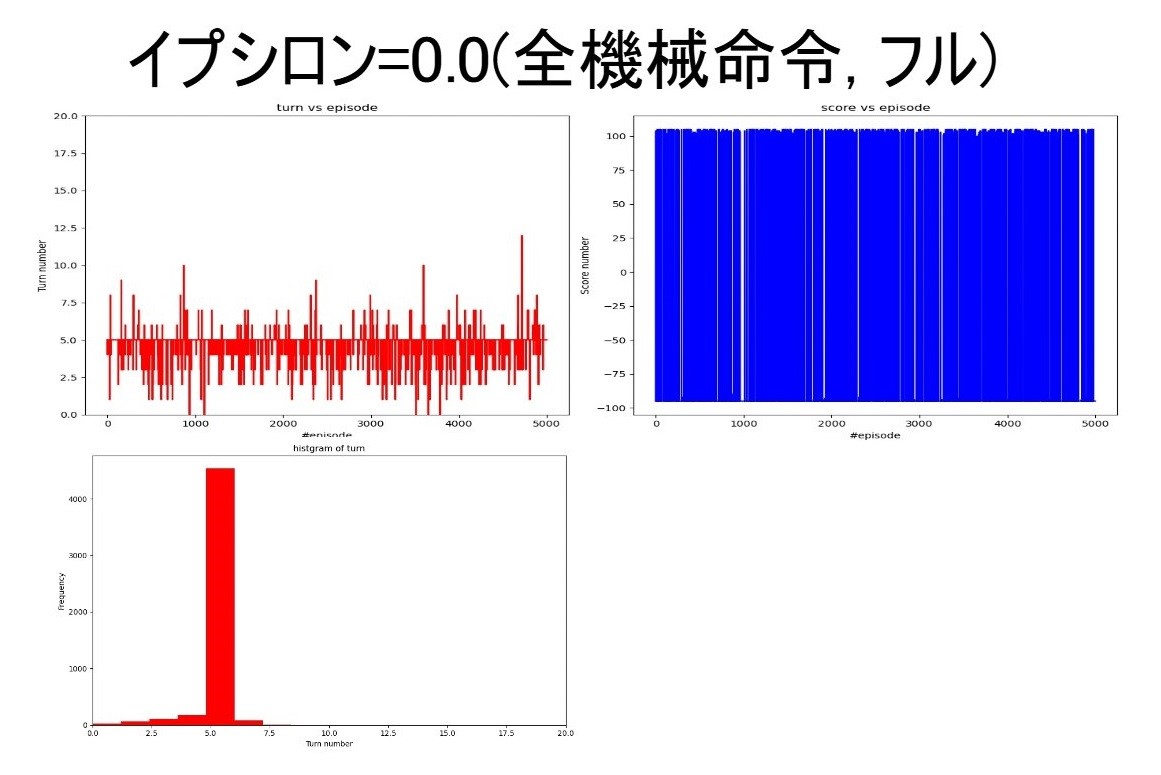 イプシロン=0.0(全機械命令, フル)
turn vs episode
20.0
17.5
15.0
12.5
10.0
7.5
5.0
2.5
0.0
Turn number
0 1000 2000 3000 4000 5000
#episode
score vs episode
100
75
50
25
0
−25
−50
−75
−100
Score number
0 1000 2000 3000 4000 5000
#episode
histgram of turn
4000
3000
2000
1000
0
Frequency
0.0 2.5 5.0 7.5 10.0 12.5 15.0 17.5 20.0
Turn number